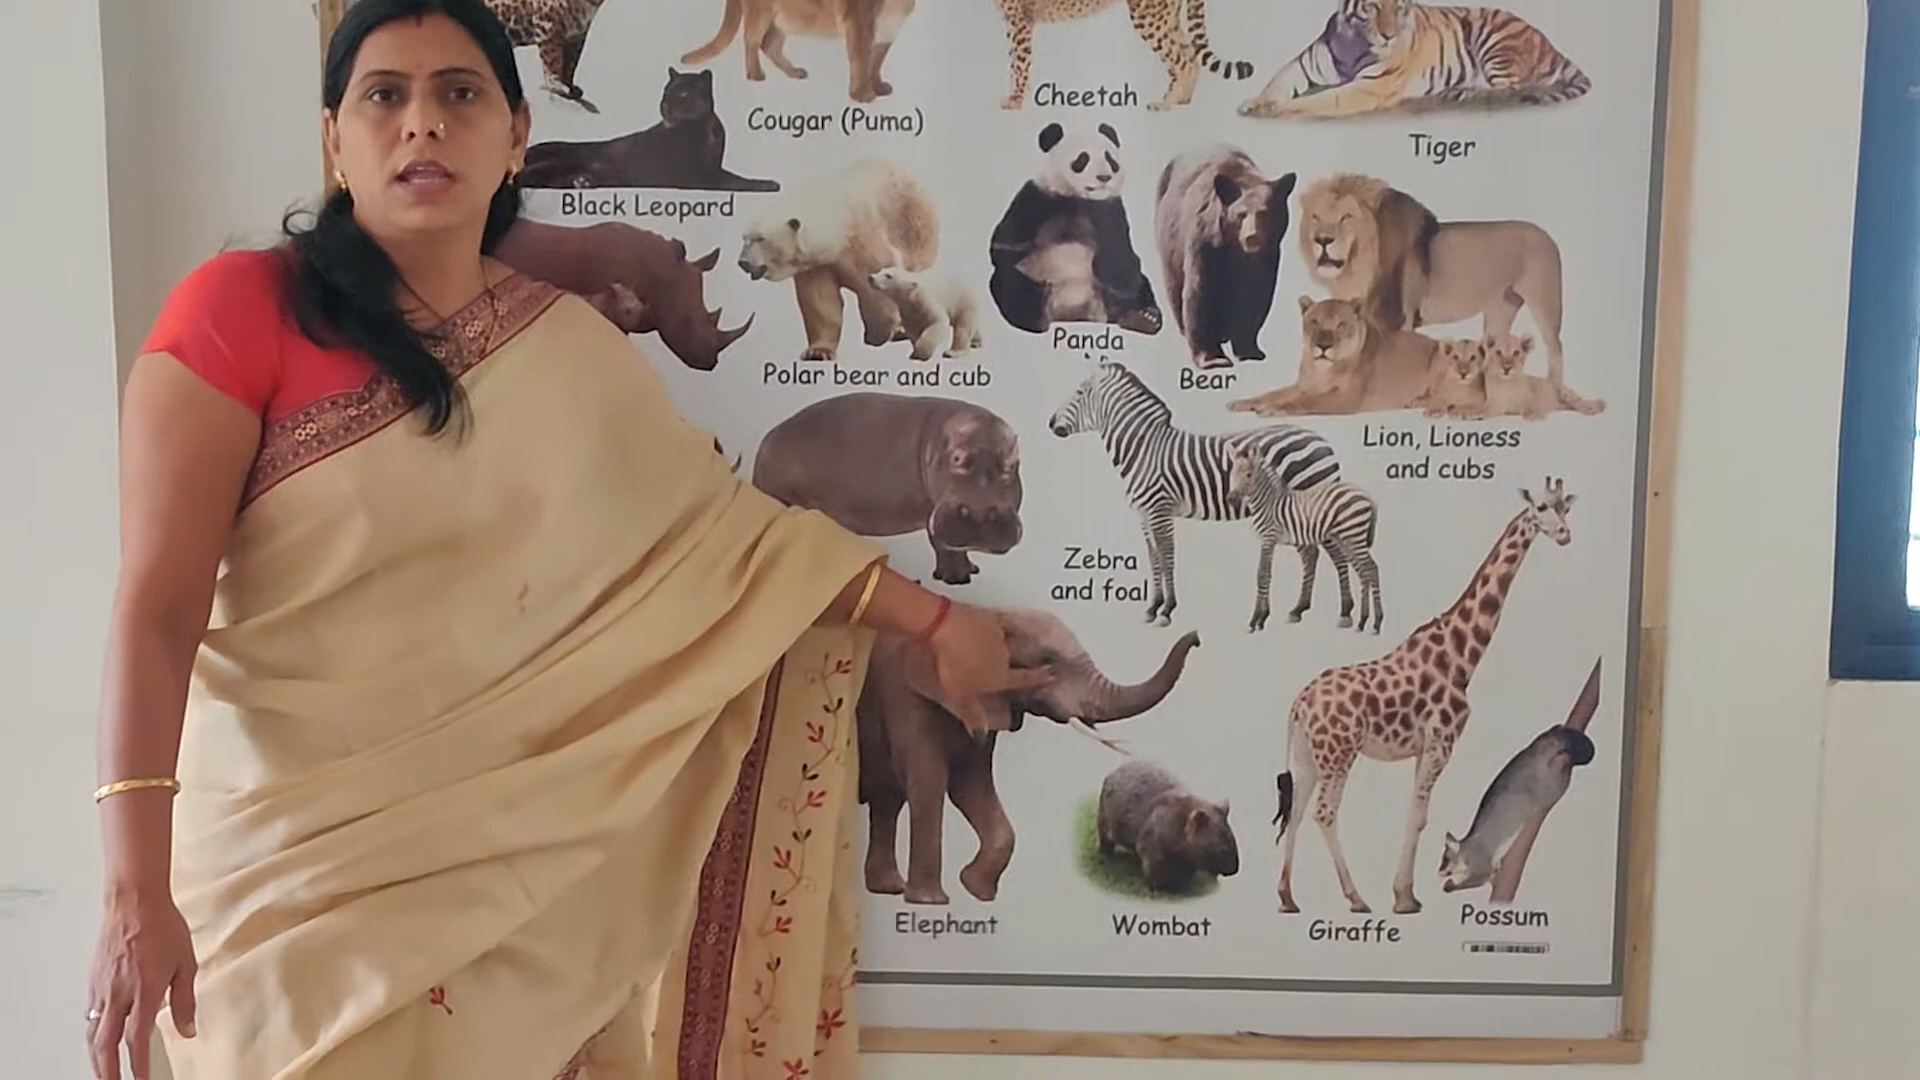 Cheetah
Cougar (Puma)
Tiger
Black Leopard
Panda
Polar bear and cub
Bear
Lion, Lioness
and cubs
Zebra
and foal
Elephant
Wombat
Giraffe
Possum